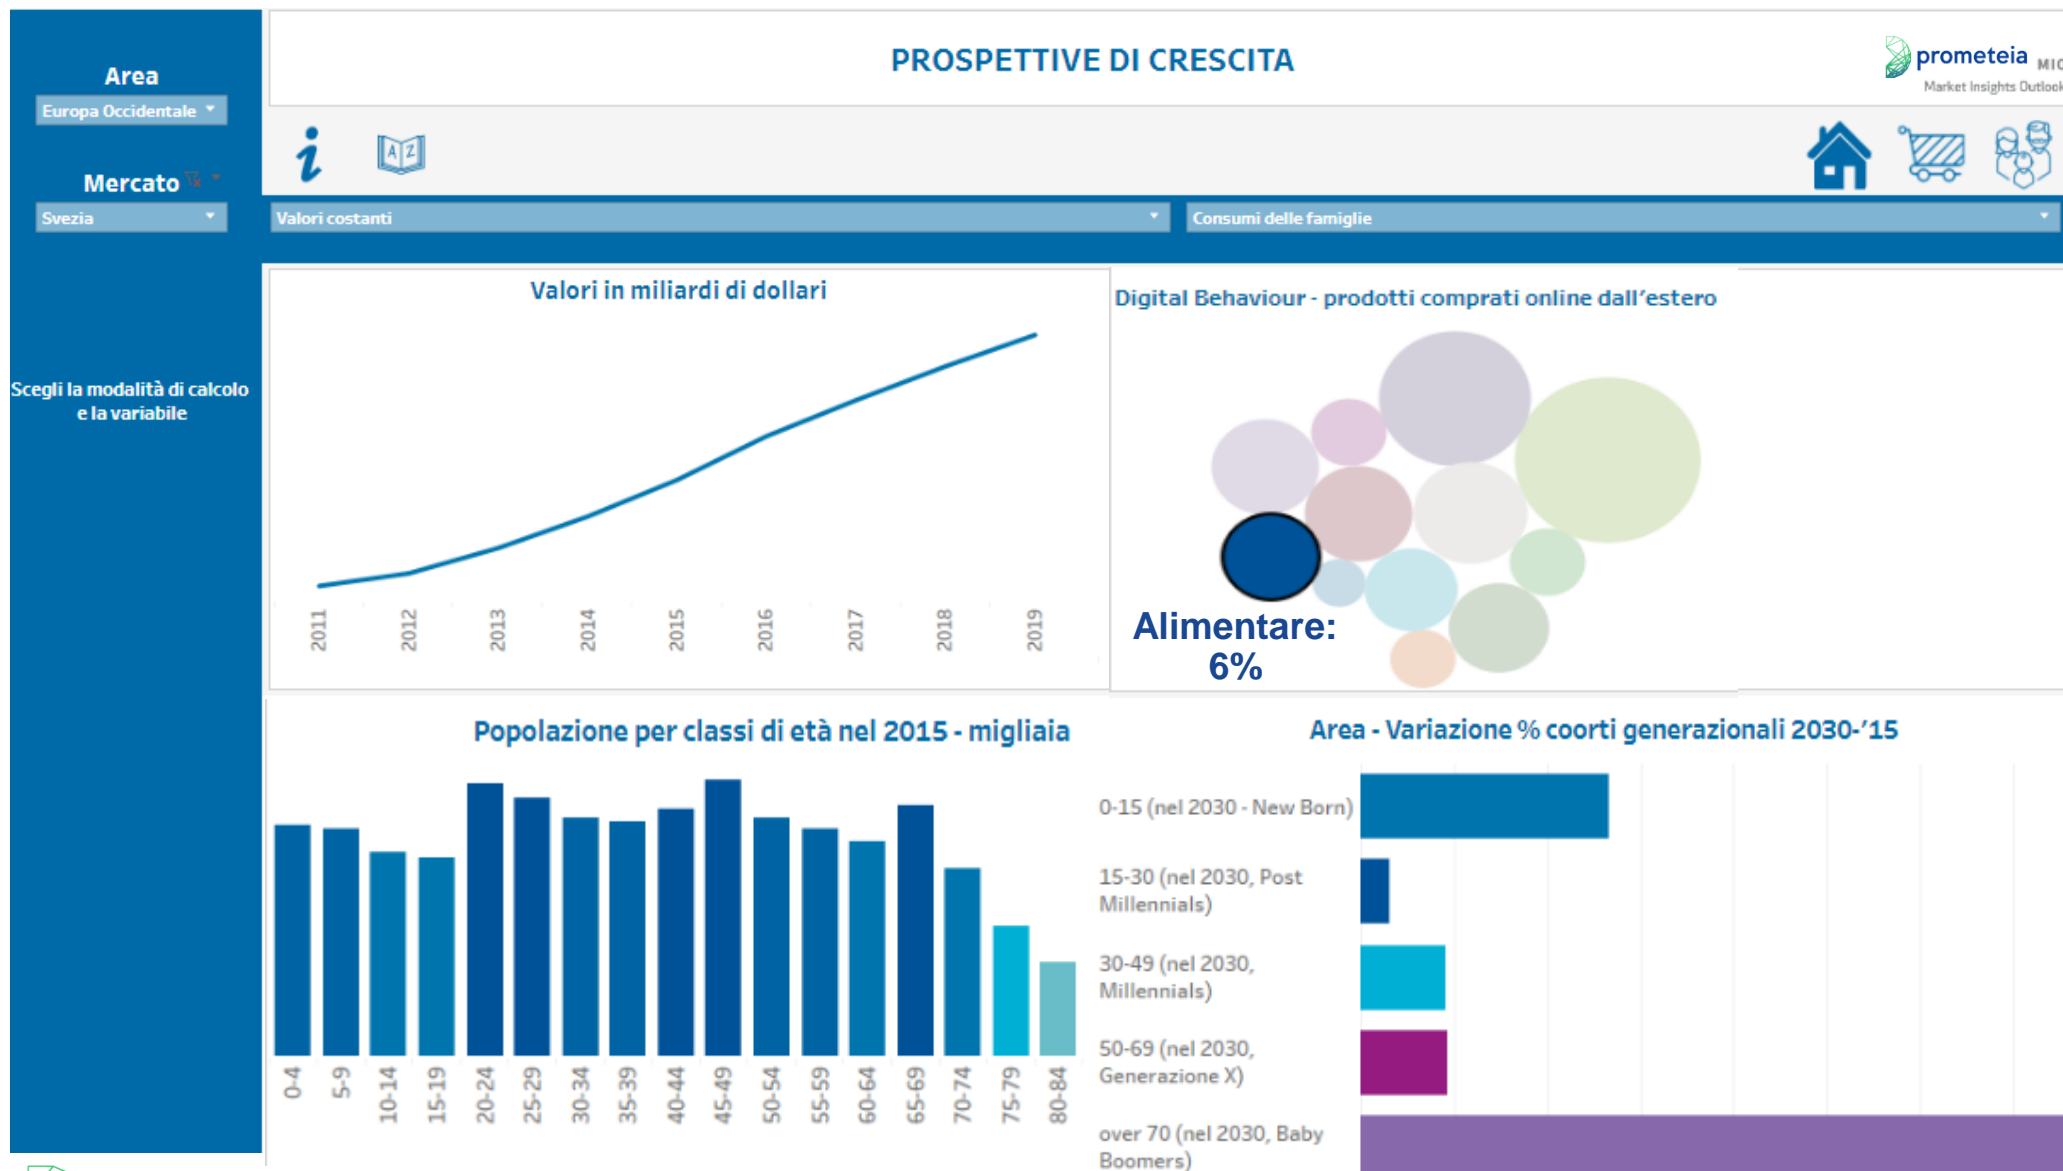 PROSPETTIVE DI CRESCITA
prometeia MIO
Market Insights Outlook
Area
Europa Occidentale
Mercato
Svezia
A Z
Valori costanti
Consumi delle famiglie
Scegli la modalità di calcolo
e la variabile
Valori in miliardi di dollari
2011
2012
2013
2014
2015
2016
2017
2018
2019
Digital Behaviour - prodotti comprati online dall'estero
Alimentare:
6%
Popolazione per classi di età nel 2015 - migliaia
0-4
5-9
10-14
15-19
20-24
25-29
30-34
35-39
40-44
45-49
50-54
55-59
60-64
65-69
70-74
75-79
80-84
Area - Variazione % coorti generazionali 2030-'15
0-15 (nel 2030 - New Born)
15-30 (nel 2030, Post
Millennials)
30-49 (nel 2030,
Millennials)
50-69 (nel 2030,
Generazione X)
over 70 (nel 2030, Baby
Boomers)